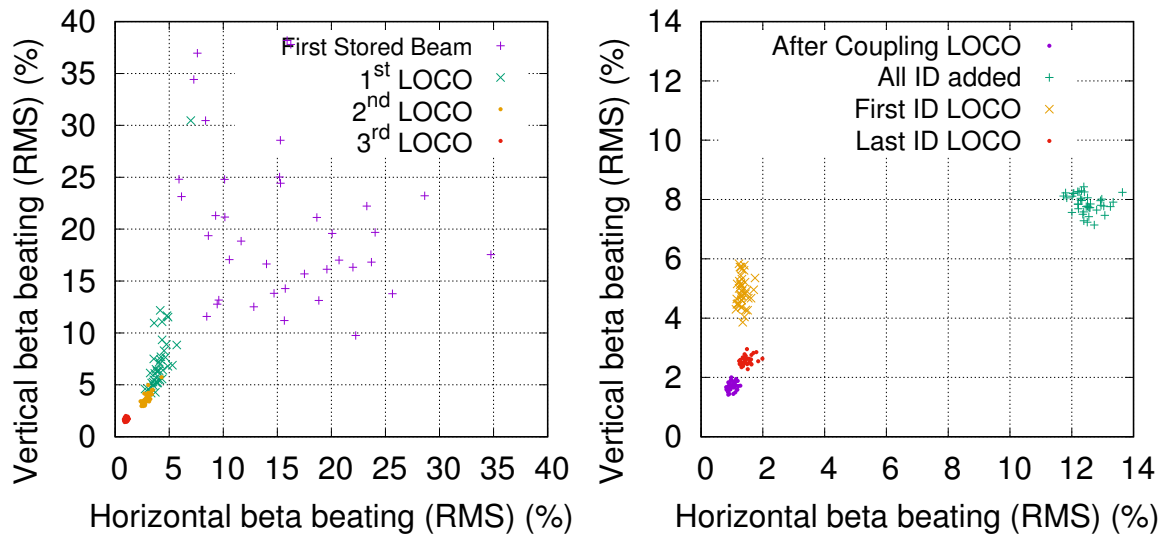 Vertical beta beating (RMS) (%)
40
35
30
25
20
15
10
5
0
0 5 10 15 20 25 30 35 40
Horizontal beta beating (RMS) (%)
First Stored Beam
1st LOCO
2nd LOCO
3rd LOCO
Vertical beta beating (RMS) (%)
14
12
10
8
6
4
2
0
0 2 4 6 8 10 12 14
Horizontal beta beating (RMS) (%)
After Coupling LOCO
All ID added
First ID LOCO
Last ID LOCO